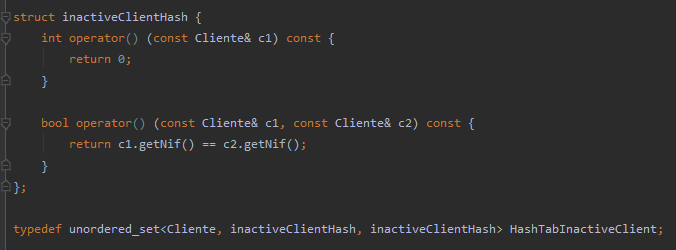 struct inactiveClientHash {
    int operator() (const Cliente& c1) const {
        return 0;
    }

    bool operator() (const Cliente& c1, const Cliente& c2) const {
        return c1.getNif() == c2.getNif();
    }
};

typedef unordered_set<Cliente, inactiveClientHash, inactiveClientHash> HashTabInactiveClient;